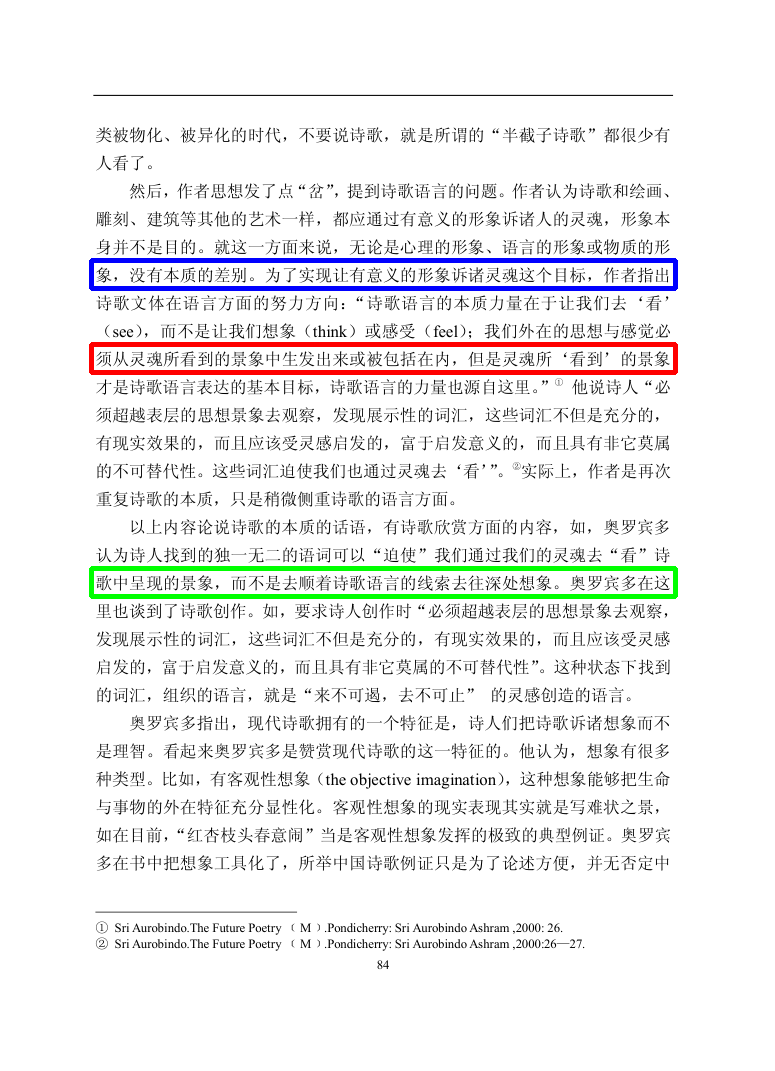 类被物化、被异化的时代，不要说诗歌，就是所谓的“半截子诗歌”都很少有
人看了。
然后，作者思想发了点“岔”，提到诗歌语言的问题。作者认为诗歌和绘画、
雕刻、建筑等其他的艺术一样，都应通过有意义的形象诉诸人的灵魂，形象本
身并不是目的。就这一方面来说，无论是心理的形象、语言的形象或物质的形
象，没有本质的差别。为了实现让有意义的形象诉诸灵魂这个目标，作者指出
诗歌文体在语言方面的努力方向：“诗歌语言的本质力量在于让我们去‘看’
（see），而不是让我们想象（think）或感受（feel）；我们外在的思想与感觉必
须从灵魂所看到的景象中生发出来或被包括在内，但是灵魂所‘看到’的景象
才是诗歌语言表达的基本目标，诗歌语言的力量也源自这里。”① 他说诗人“必
须超越表层的思想景象去观察，发现展示性的词汇，这些词汇不但是充分的，
有现实效果的，而且应该受灵感启发的，富于启发意义的，而且具有非它莫属
的不可替代性。这些词汇迫使我们也通过灵魂去‘看’”。②实际上，作者是再次
重复诗歌的本质，只是稍微侧重诗歌的语言方面。
以上内容论说诗歌的本质的话语，有诗歌欣赏方面的内容，如，奥罗宾多
认为诗人找到的独一无二的语词可以“迫使”我们通过我们的灵魂去“看”诗
歌中呈现的景象，而不是去顺着诗歌语言的线索去往深处想象。奥罗宾多在这
里也谈到了诗歌创作。如，要求诗人创作时“必须超越表层的思想景象去观察，
发现展示性的词汇，这些词汇不但是充分的，有现实效果的，而且应该受灵感
启发的，富于启发意义的，而且具有非它莫属的不可替代性”。这种状态下找到
的词汇，组织的语言，就是“来不可遏，去不可止” 的灵感创造的语言。
奥罗宾多指出，现代诗歌拥有的一个特征是，诗人们把诗歌诉诸想象而不
是理智。看起来奥罗宾多是赞赏现代诗歌的这一特征的。他认为，想象有很多
种类型。比如，有客观性想象（the objective imagination），这种想象能够把生命
与事物的外在特征充分显性化。客观性想象的现实表现其实就是写难状之景，
如在目前，“红杏枝头春意闹”当是客观性想象发挥的极致的典型例证。奥罗宾
多在书中把想象工具化了，所举中国诗歌例证只是为了论述方便，并无否定中
① Sri Aurobindo.The Future Poetry （ M ）.Pondicherry: Sri Aurobindo Ashram ,2000: 26.
② Sri Aurobindo.The Future Poetry （ M ）.Pondicherry: Sri Aurobindo Ashram ,2000:26—27.
84